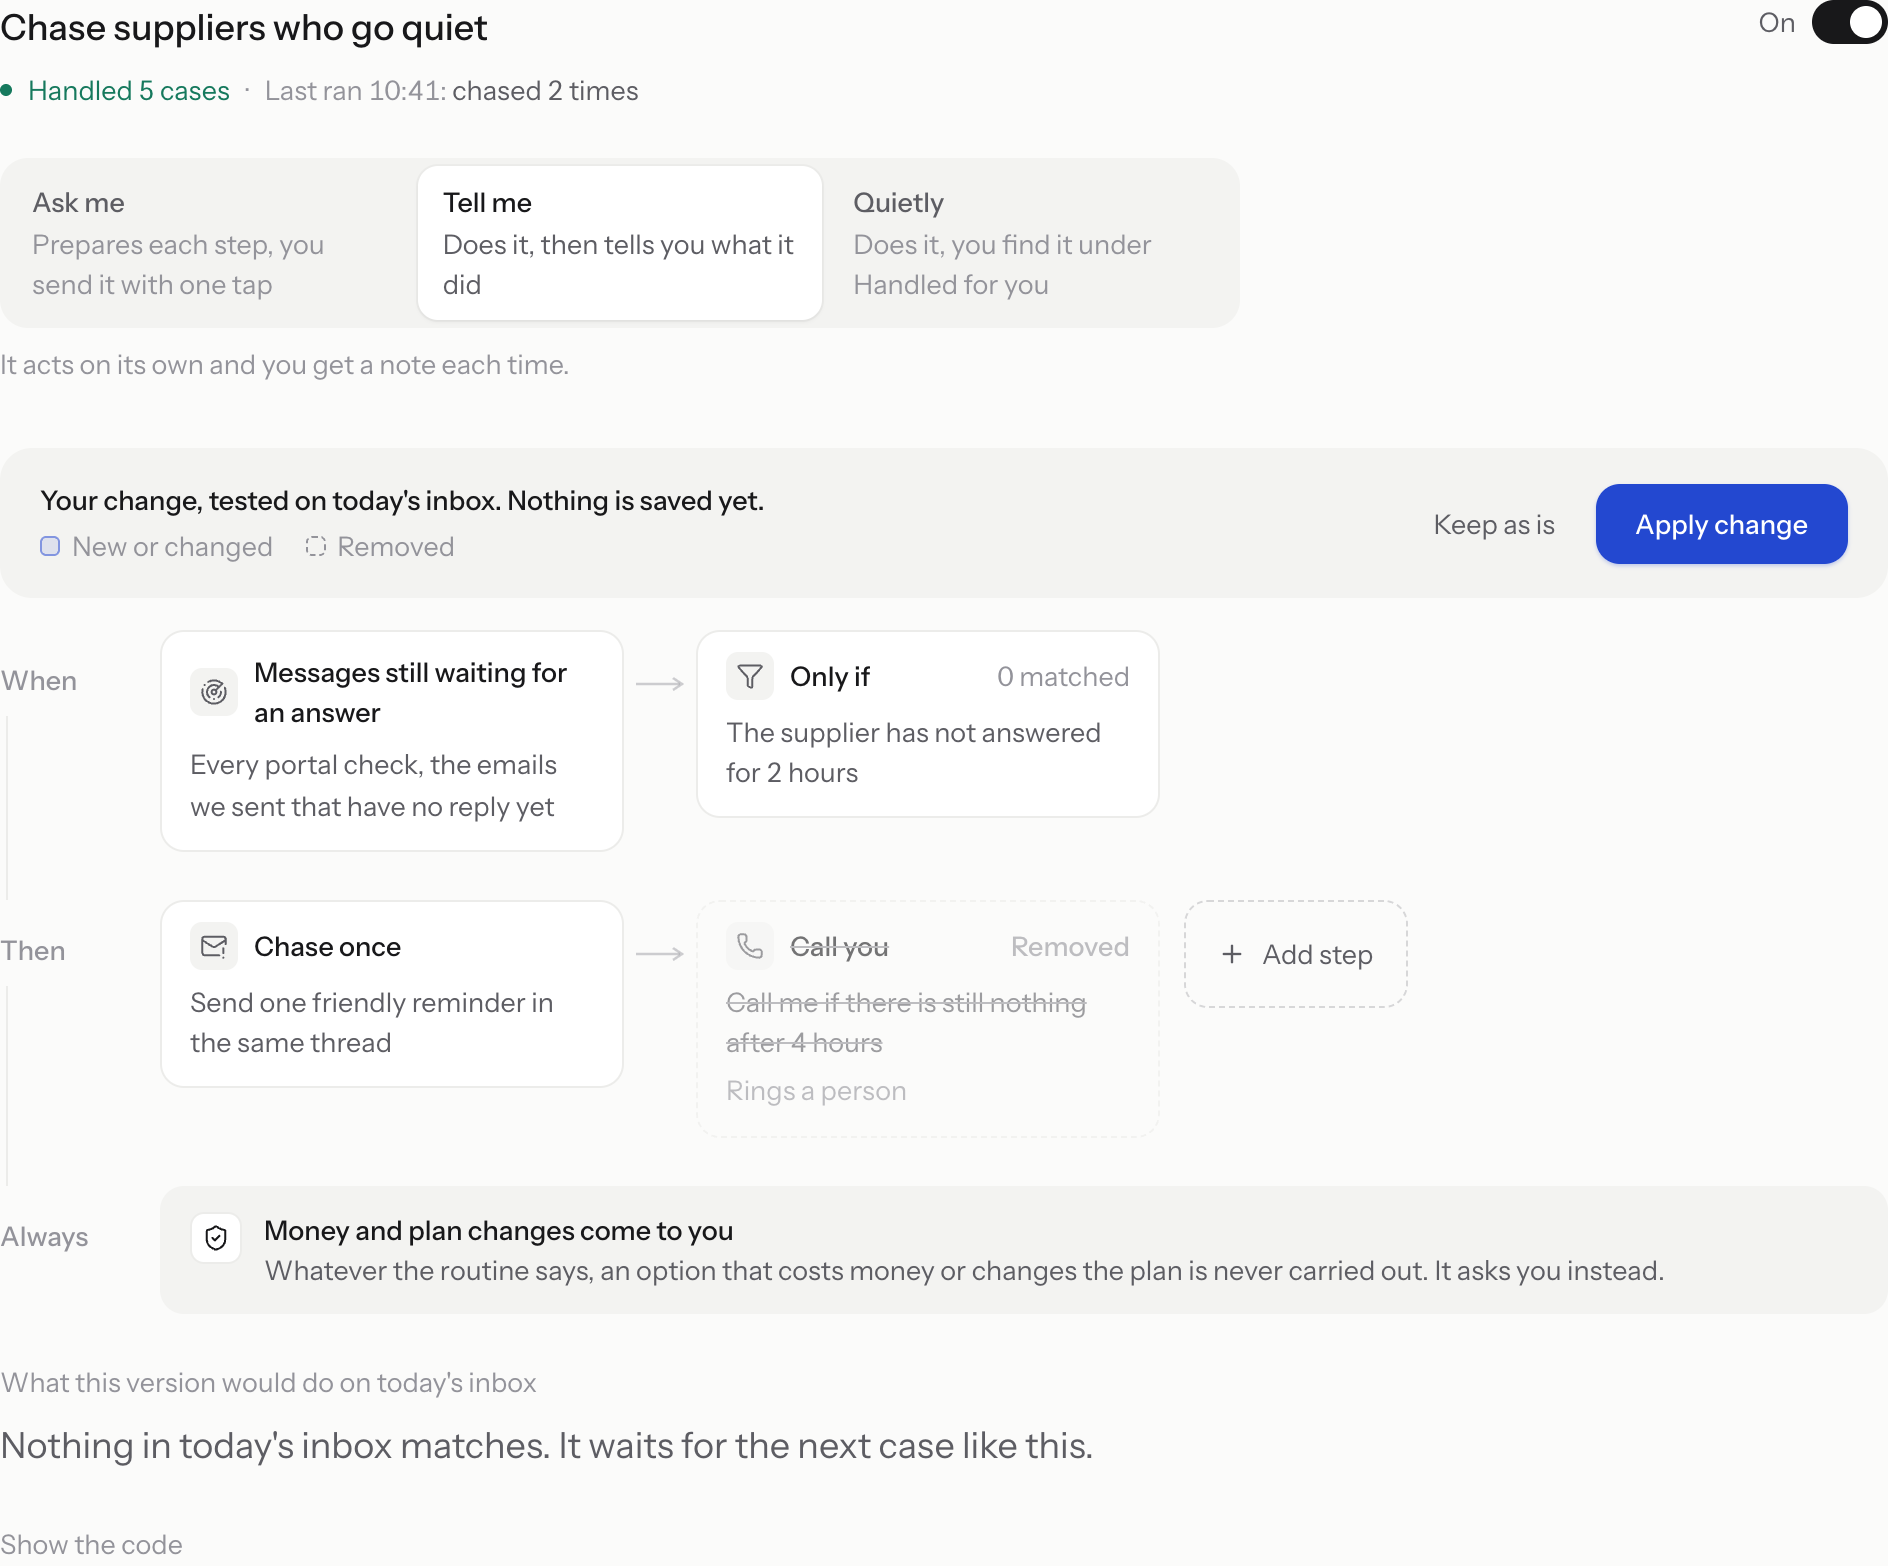 Chase suppliers who go quiet
On
Handled 5 cases · Last ran 10:41: chased 2 times
Ask me
Prepares each step, you
send it with one tap
Tell me
Does it, then tells you what it
did
Quietly
Does it, you find it under
Handled for you
It acts on its own and you get a note each time.
Your change, tested on today's inbox. Nothing is saved yet.
New or changed
Removed
Keep as is
Apply change
When
Messages still waiting for
an answer
Every portal check, the emails
we sent that have no reply yet
Only if
0 matched
The supplier has not answered
for 2 hours
Then
Chase once
Send one friendly reminder in
the same thread
Call you
Removed
Call me if there is still nothing
after 4 hours
Rings a person
Add step
Always
Money and plan changes come to you
Whatever the routine says, an option that costs money or changes the plan is never carried out. It asks you instead.
What this version would do on today's inbox
Nothing in today's inbox matches. It waits for the next case like this.
Show the code